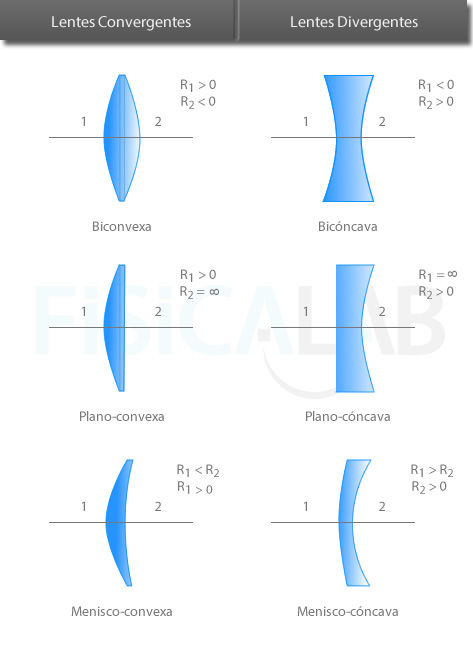 Lentes Convergentes
Lentes Divergentes
R1 > 0
R2 < 0
1
2
Biconvexa
R1 < 0
R2 > 0
1
2
Bicóncava
R1 > 0
R2 = ∞
1
2
Plano-convexa
R1 = ∞
R2 > 0
1
2
Plano-cóncava
FiSiCALAB
R1 < R2
R1 > 0
1
2
Menisco-convexa
R1 > R2
R2 > 0
1
2
Menisco-cóncava